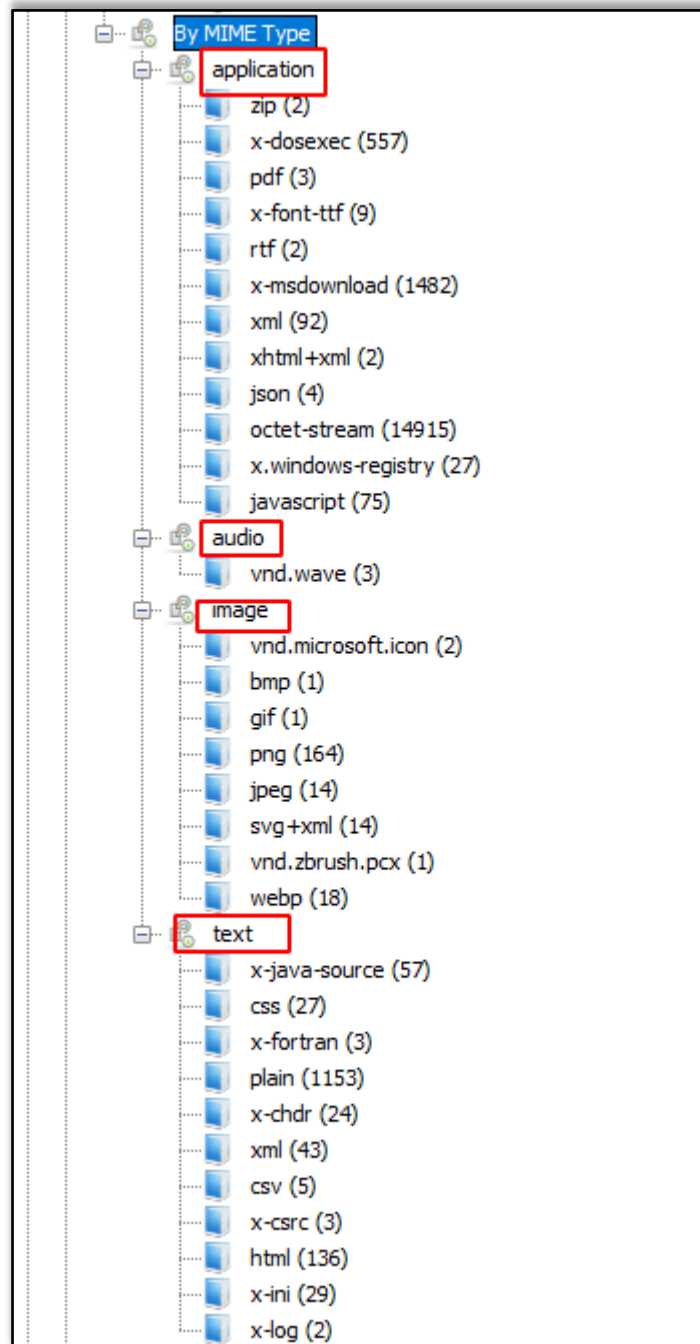 By MIME Type
application
zip (2)
x-dosexec (557)
pdf (3)
x-font-ttf (9)
rtf (2)
x-msdownload (1482)
xml (92)
xhtml+xml (2)
json (4)
octet-stream (14915)
x.windows-registry (27)
javascript (75)
audio
vnd.wave (3)
image
vnd.microsoft.icon (2)
bmp (1)
gif (1)
png (164)
jpeg (14)
svg+xml (14)
vnd.zbrush.pcx (1)
webp (18)
text
x-java-source (57)
css (27)
x-fortran (3)
plain (1153)
x-chdr (24)
xml (43)
csv (5)
x-csrc (3)
html (136)
x-ini (29)
x-log (2)